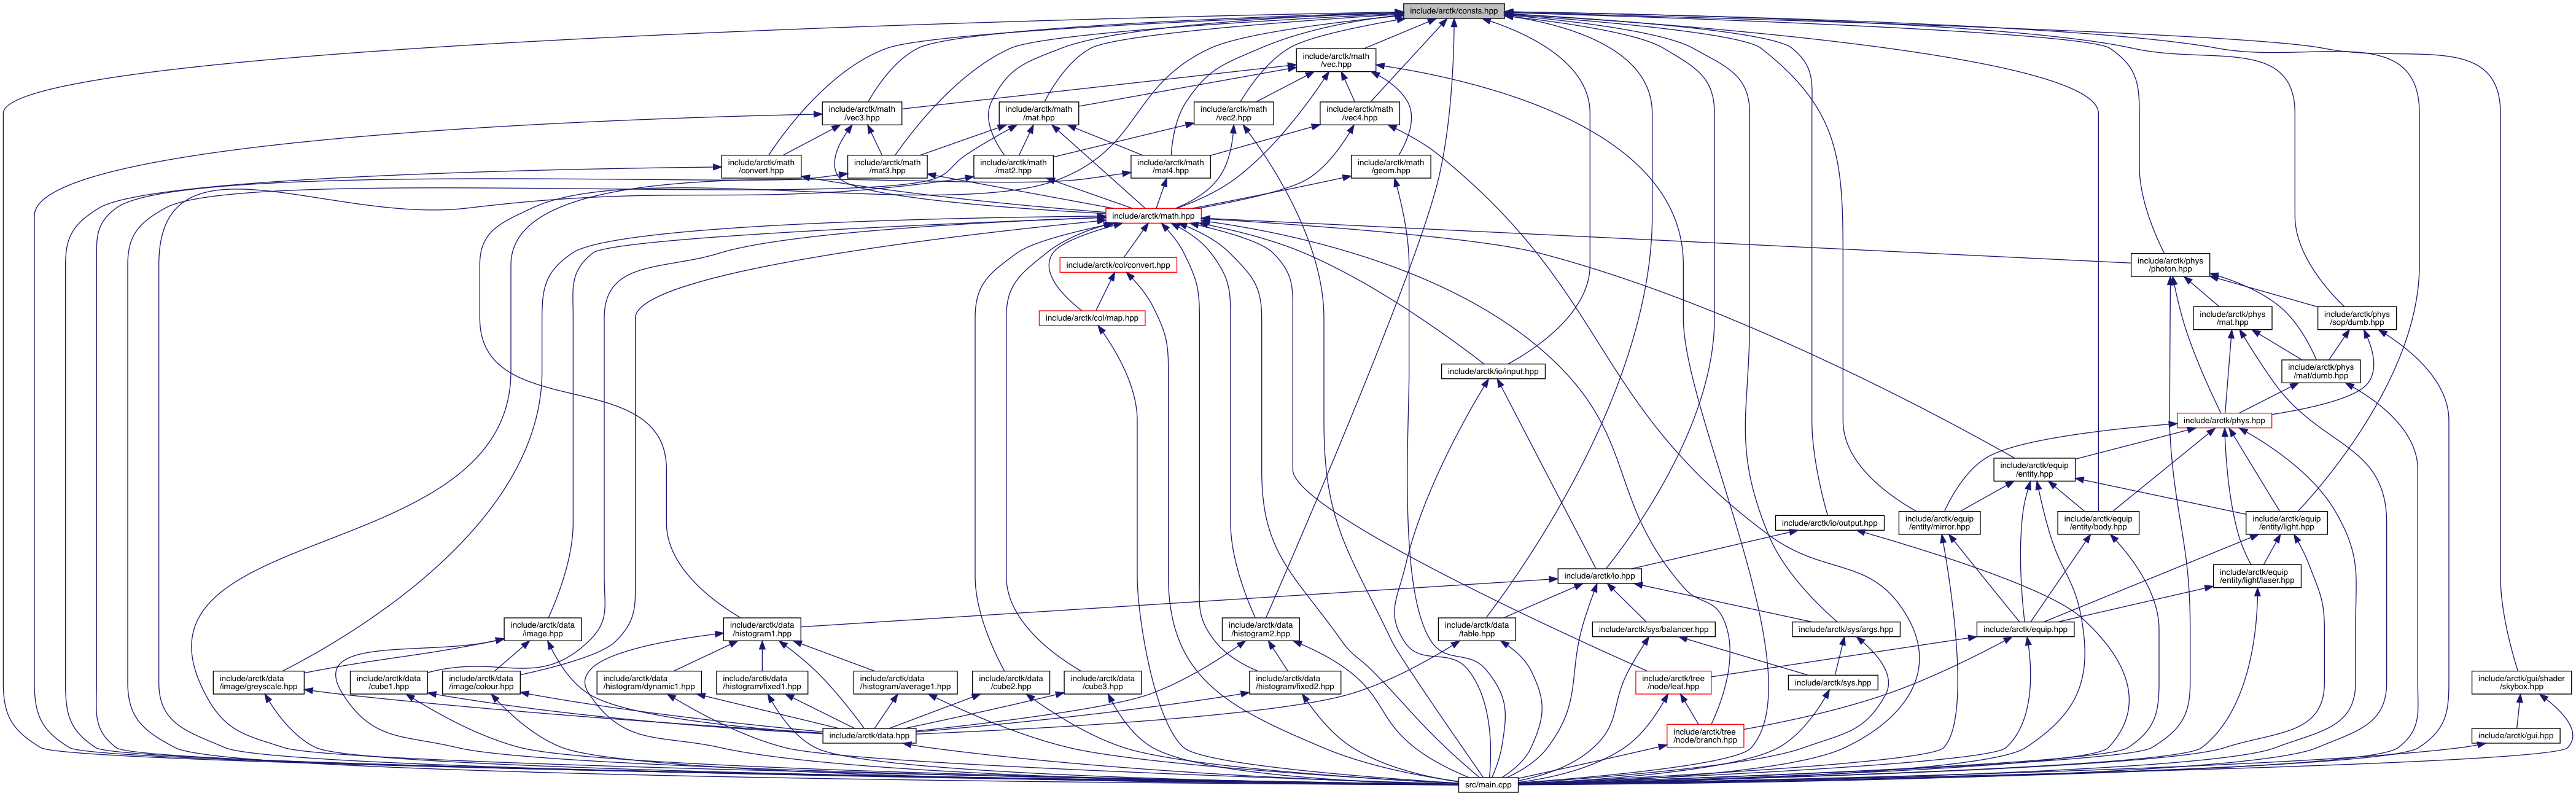 include/arctk/consts.hpp
include/arctk/math
/vec.hpp
include/arctk/math
/vec3.hpp
include/arctk/math
/mat.hpp
include/arctk/math
/vec2.hpp
include/arctk/math
/vec4.hpp
include/arctk/math
/convert.hpp
include/arctk/math
/mat3.hpp
include/arctk/math
/mat2.hpp
include/arctk/math
/mat4.hpp
include/arctk/math
/geom.hpp
include/arctk/math.hpp
include/arctk/col/convert.hpp
include/arctk/phys
/photon.hpp
include/arctk/col/map.hpp
include/arctk/phys
/mat.hpp
include/arctk/phys
/sop/dumb.hpp
include/arctk/io/input.hpp
include/arctk/phys
/mat/dumb.hpp
include/arctk/phys.hpp
include/arctk/equip
/entity.hpp
include/arctk/io/output.hpp
include/arctk/equip
/entity/mirror.hpp
include/arctk/equip
/entity/body.hpp
include/arctk/equip
/entity/light.hpp
include/arctk/io.hpp
include/arctk/equip
/entity/light/laser.hpp
include/arctk/data
/image.hpp
include/arctk/data
/histogram1.hpp
include/arctk/data
/histogram2.hpp
include/arctk/data
/table.hpp
include/arctk/sys/balancer.hpp
include/arctk/sys/args.hpp
include/arctk/equip.hpp
include/arctk/data
/image/greyscale.hpp
include/arctk/data
/cube1.hpp
include/arctk/data
/image/colour.hpp
include/arctk/data
/histogram/dynamic1.hpp
include/arctk/data
/histogram/fixed1.hpp
include/arctk/data
/histogram/average1.hpp
include/arctk/data
/cube2.hpp
include/arctk/data
/cube3.hpp
include/arctk/data
/histogram/fixed2.hpp
include/arctk/tree
/node/leaf.hpp
include/arctk/sys.hpp
include/arctk/gui/shader
/skybox.hpp
include/arctk/data.hpp
include/arctk/tree
/node/branch.hpp
include/arctk/gui.hpp
src/main.cpp